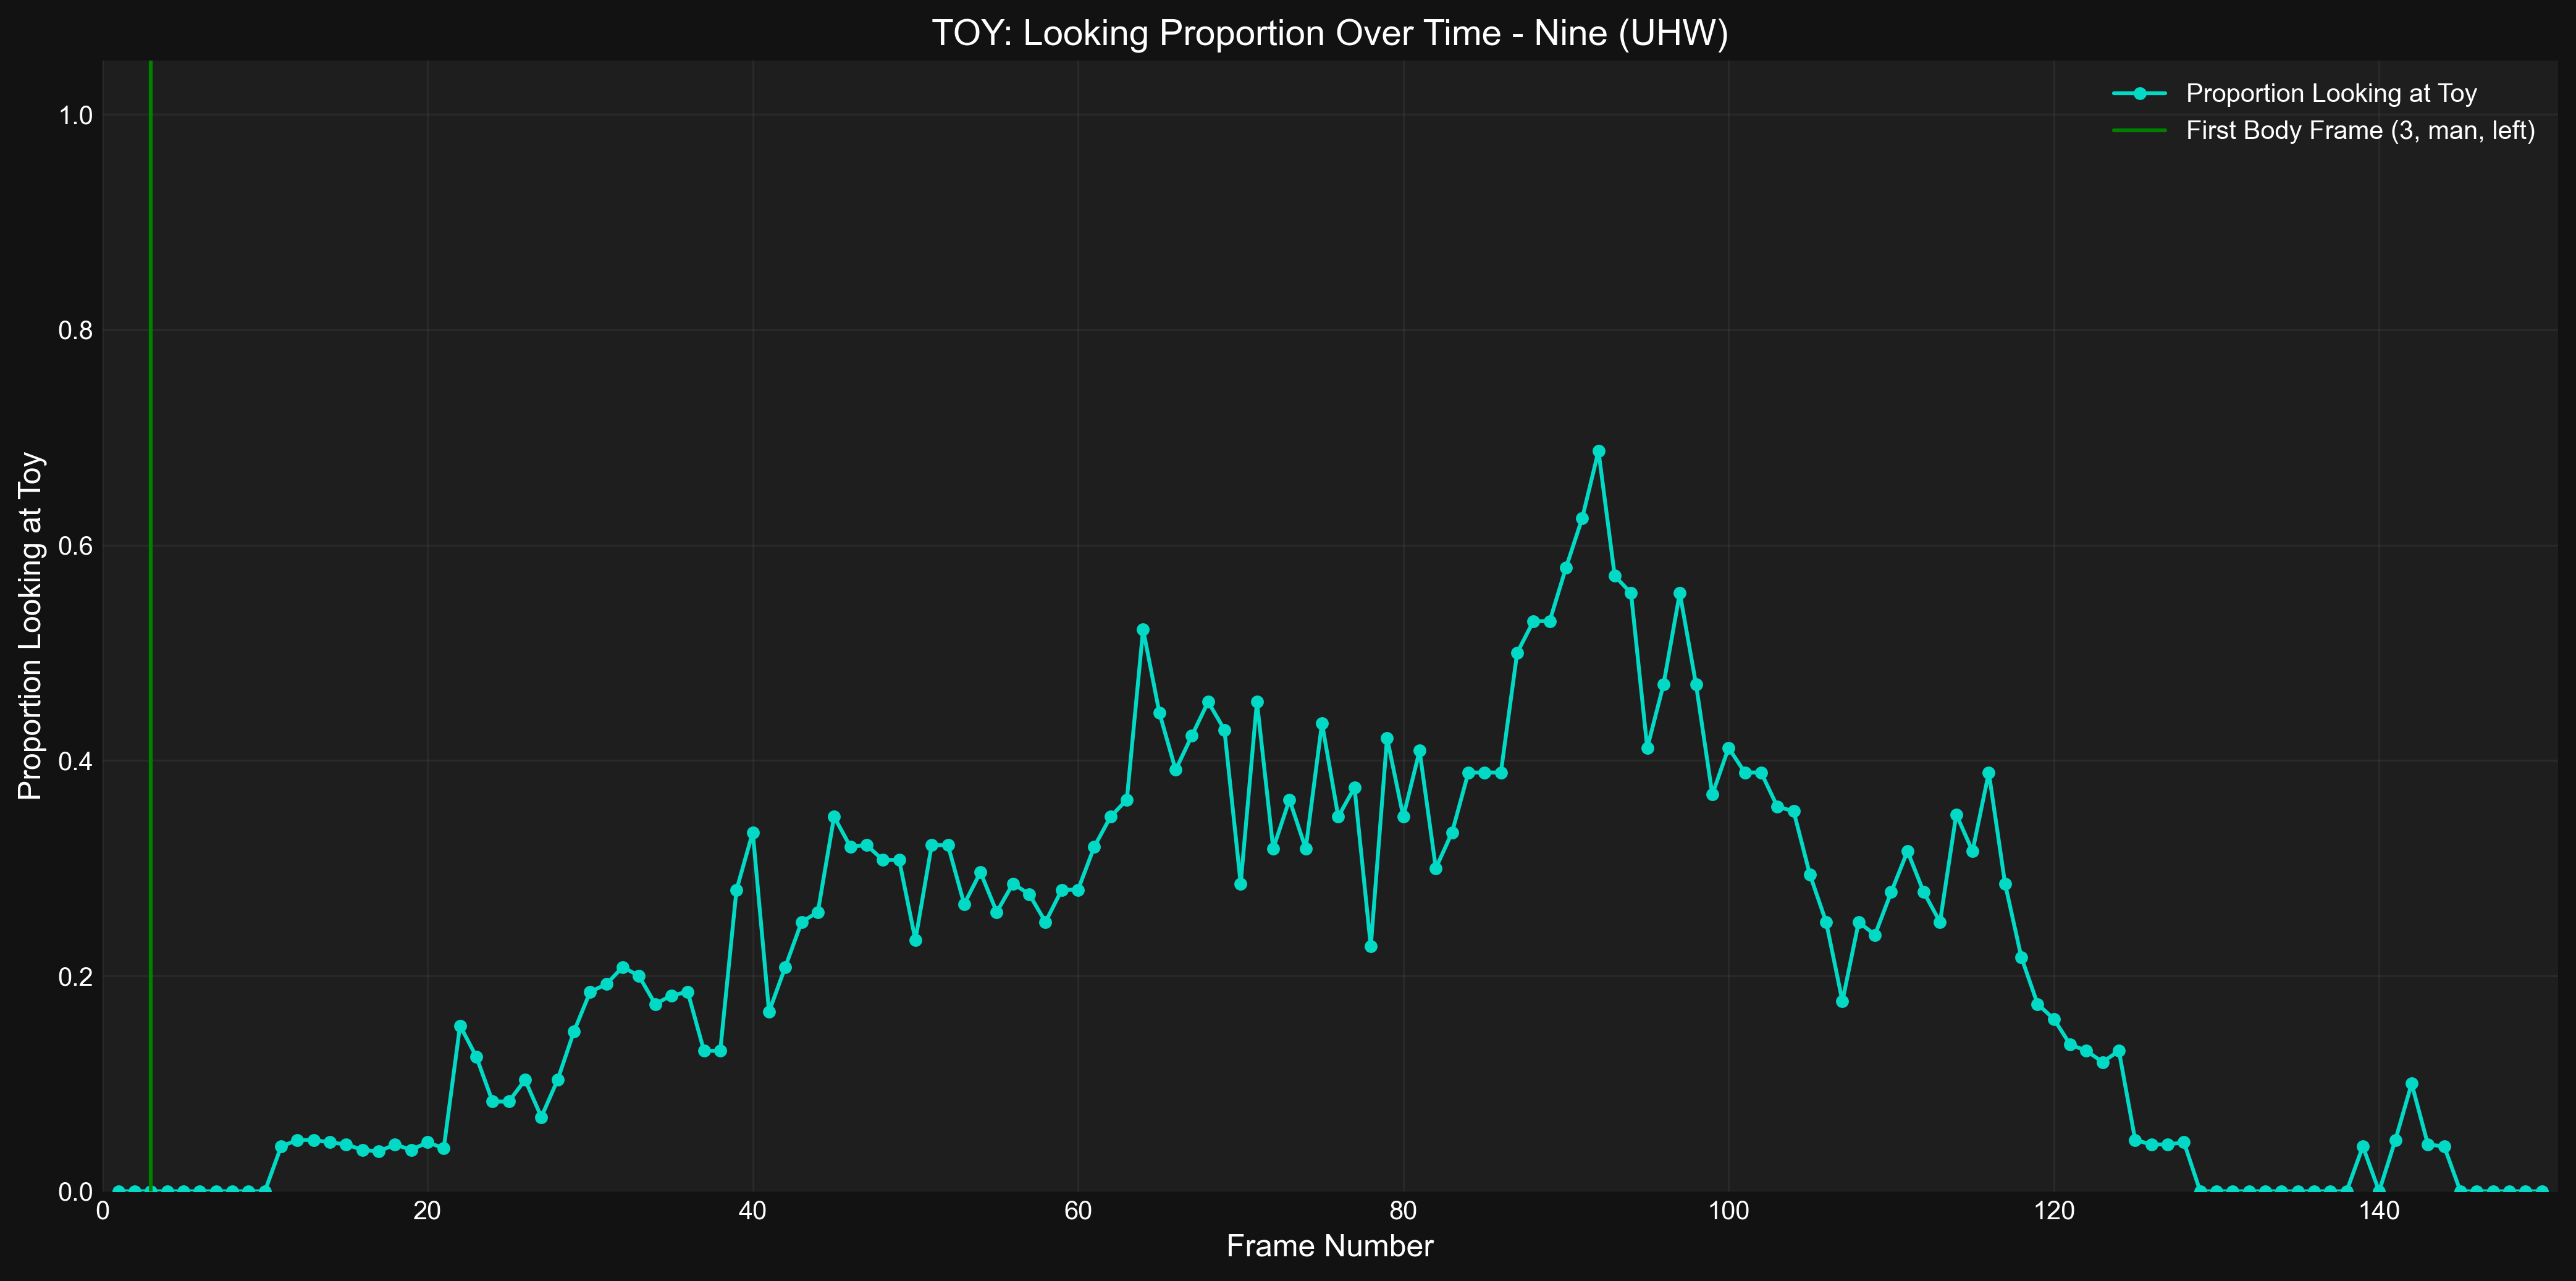 TOY: Looking Proportion Over Time - Nine (UHW)
Proportion Looking at Toy
First Body Frame (3, man, left)
Proportion Looking at Toy
1.0
0.8
0.6
0.4
0.2
0.0
0 20 40 60 80 100 120 140
Frame Number